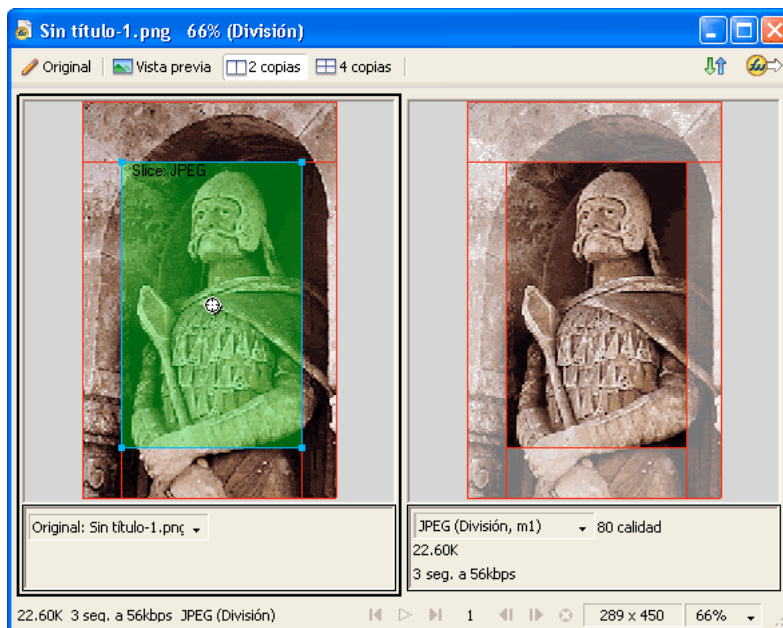 Sin título-1.png 66% (División)
Original Vista previa 2 copias 4 copias
Slice: JPEG
Original: Sin título-1.png
JPEG (División, m1) 80 calidad
22.60K
3 seg. a 56kbps
22.60K 3 seg. a 56kbps JPEG (División) 1 289 x 450 66%